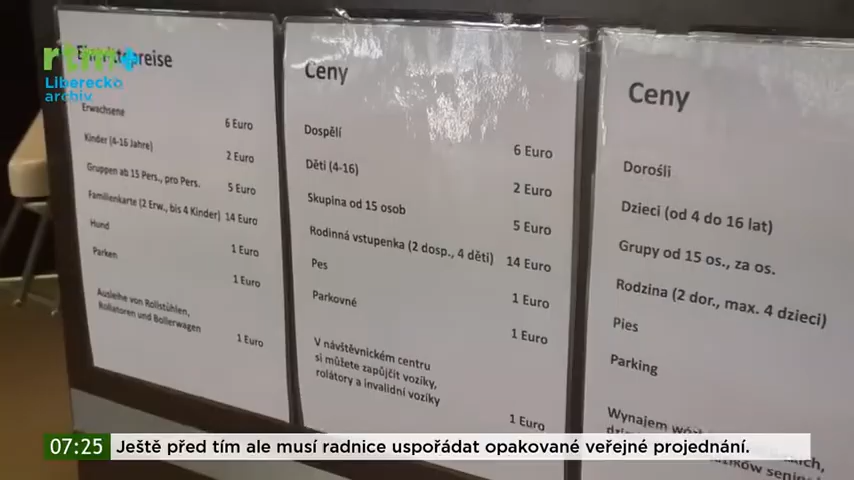 rtm+
Liberecko
archiv
Ceny
Erwachsene
6 Euro
Kinder (4-16 Jahre)
2 Euro
Gruppen ab 15 Pers., pro Pers.
5 Euro
Familienkarte (2 Erw., bis 4 Kinder) 14 Euro
Hund
1 Euro
Parken
1 Euro
Ausleihe von Rollstühlen,
Rollatoren und Bollerwagen
1 Euro
Ceny
Dospělí
6 Euro
Děti (4-16)
2 Euro
Skupina od 15 osob
5 Euro
Rodinná vstupenka (2 dosp., 4 děti) 14 Euro
Pes
1 Euro
Parkovné
1 Euro
V návštěvnickém centru
si můžete zapůjčit vozíky,
rolátory a invalidní vozíky
1 Euro
Dorośli
Dzieci (od 4 do 16 lat)
Grupy od 15 os., za os.
Rodzina (2 dor., max. 4 dzieci)
Pies
Parking
Wynajem
07:25 Ještě před tím ale musí radnice uspořádat opakované veřejné projednání.